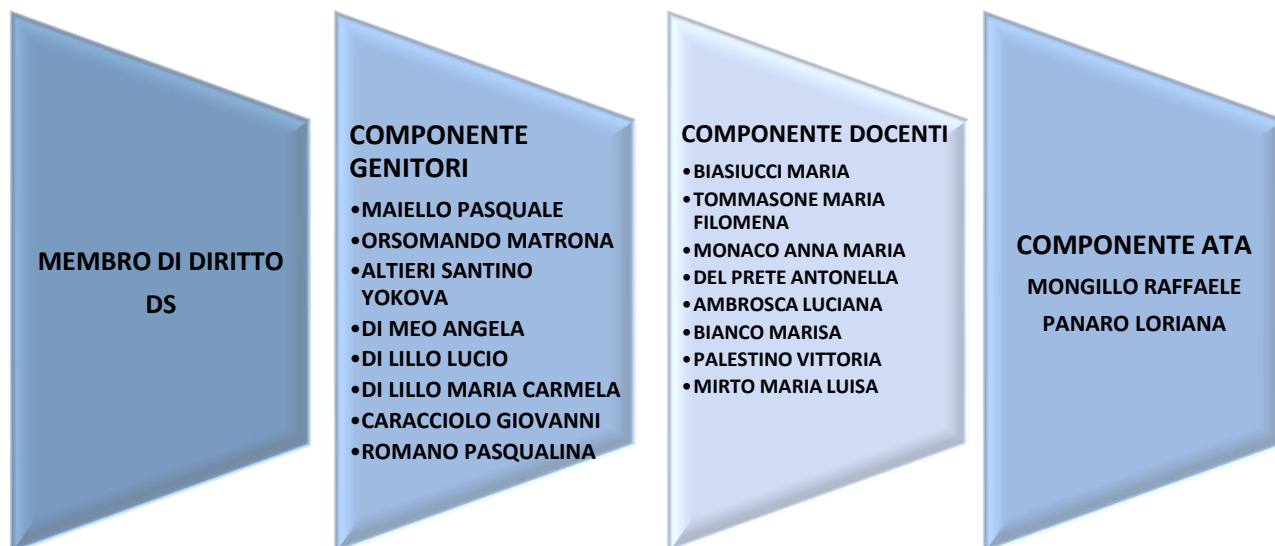 MEMBRO DI DIRITTO
DS
COMPONENTE
GENITORI
•MAIELLO PASQUALE
•ORSOMANDO MATRONA
•ALTIERI SANTINO
YOKOVA
•DI MEO ANGELA
•DI LILLO LUCIO
•DI LILLO MARIA CARMELA
•CARACCIOLO GIOVANNI
•ROMANO PASQUALINA
COMPONENTE DOCENTI
•BIASIUCCI MARIA
•TOMMASONE MARIA
FILOMENA
•MONACO ANNA MARIA
•DEL PRETE ANTONELLA
•AMBROSCA LUCIANA
•BIANCO MARISA
•PALESTINO VITTORIA
•MIRTO MARIA LUISA
COMPONENTE ATA
MONGILLO RAFFAELE
PANARO LORIANA